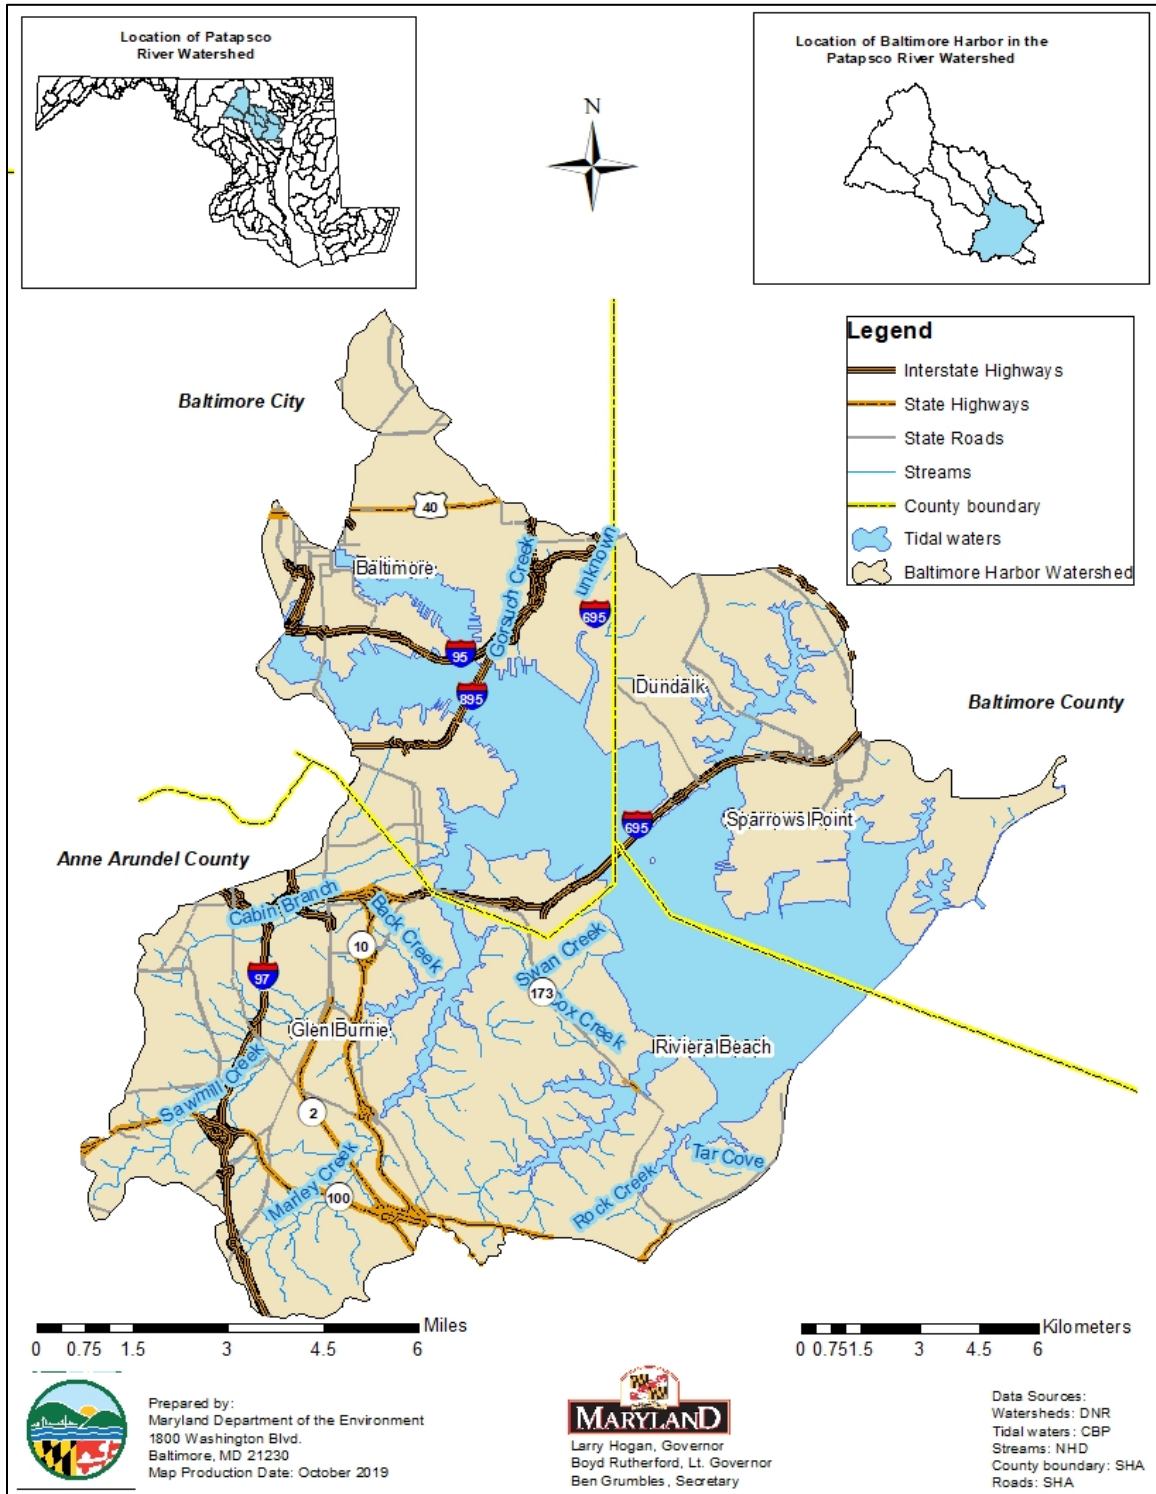 Location of Patapsco
River Watershed
N
Location of Baltimore Harbor in the
Patapsco River Watershed
Legend
Interstate Highways
State Highways
State Roads
Streams
County boundary
Tidal waters
Baltimore Harbor Watershed
Baltimore City
40
Baltimore
Gorsuch Creek
unknown
695
95
895
Dundalk
Baltimore County
695
Sparrows Point
Anne Arundel County
Cabin Branch
Back Creek
10
97
Swan Creek
173
Cox Creek
Glen Burnie
Riviera Beach
Sawmill Creek
2
Marley Creek
100
Tar Cove
Rock Creek
0 0.75 1.5 3 4.5 6 Miles
0 0.751.5 3 4.5 6 Kilometers
Prepared by:
Maryland Department of the Environment
1800 Washington Blvd.
Baltimore, MD 21230
Map Production Date: October 2019
MARYLAND
Larry Hogan, Governor
Boyd Rutherford, Lt. Governor
Ben Grumbles, Secretary
Data Sources:
Watersheds: DNR
Tidal waters: CBP
Streams: NHD
County boundary: SHA
Roads: SHA